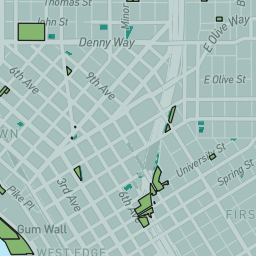 Thomas St
John St
Minor
Denny Way
E Olive Way
6th Ave
9th Ave
E Olive St
WN
University St
Spring St
Pike Pl
3rd Ave
6th Ave
FIRS
Gum Wall
WEST EDGE